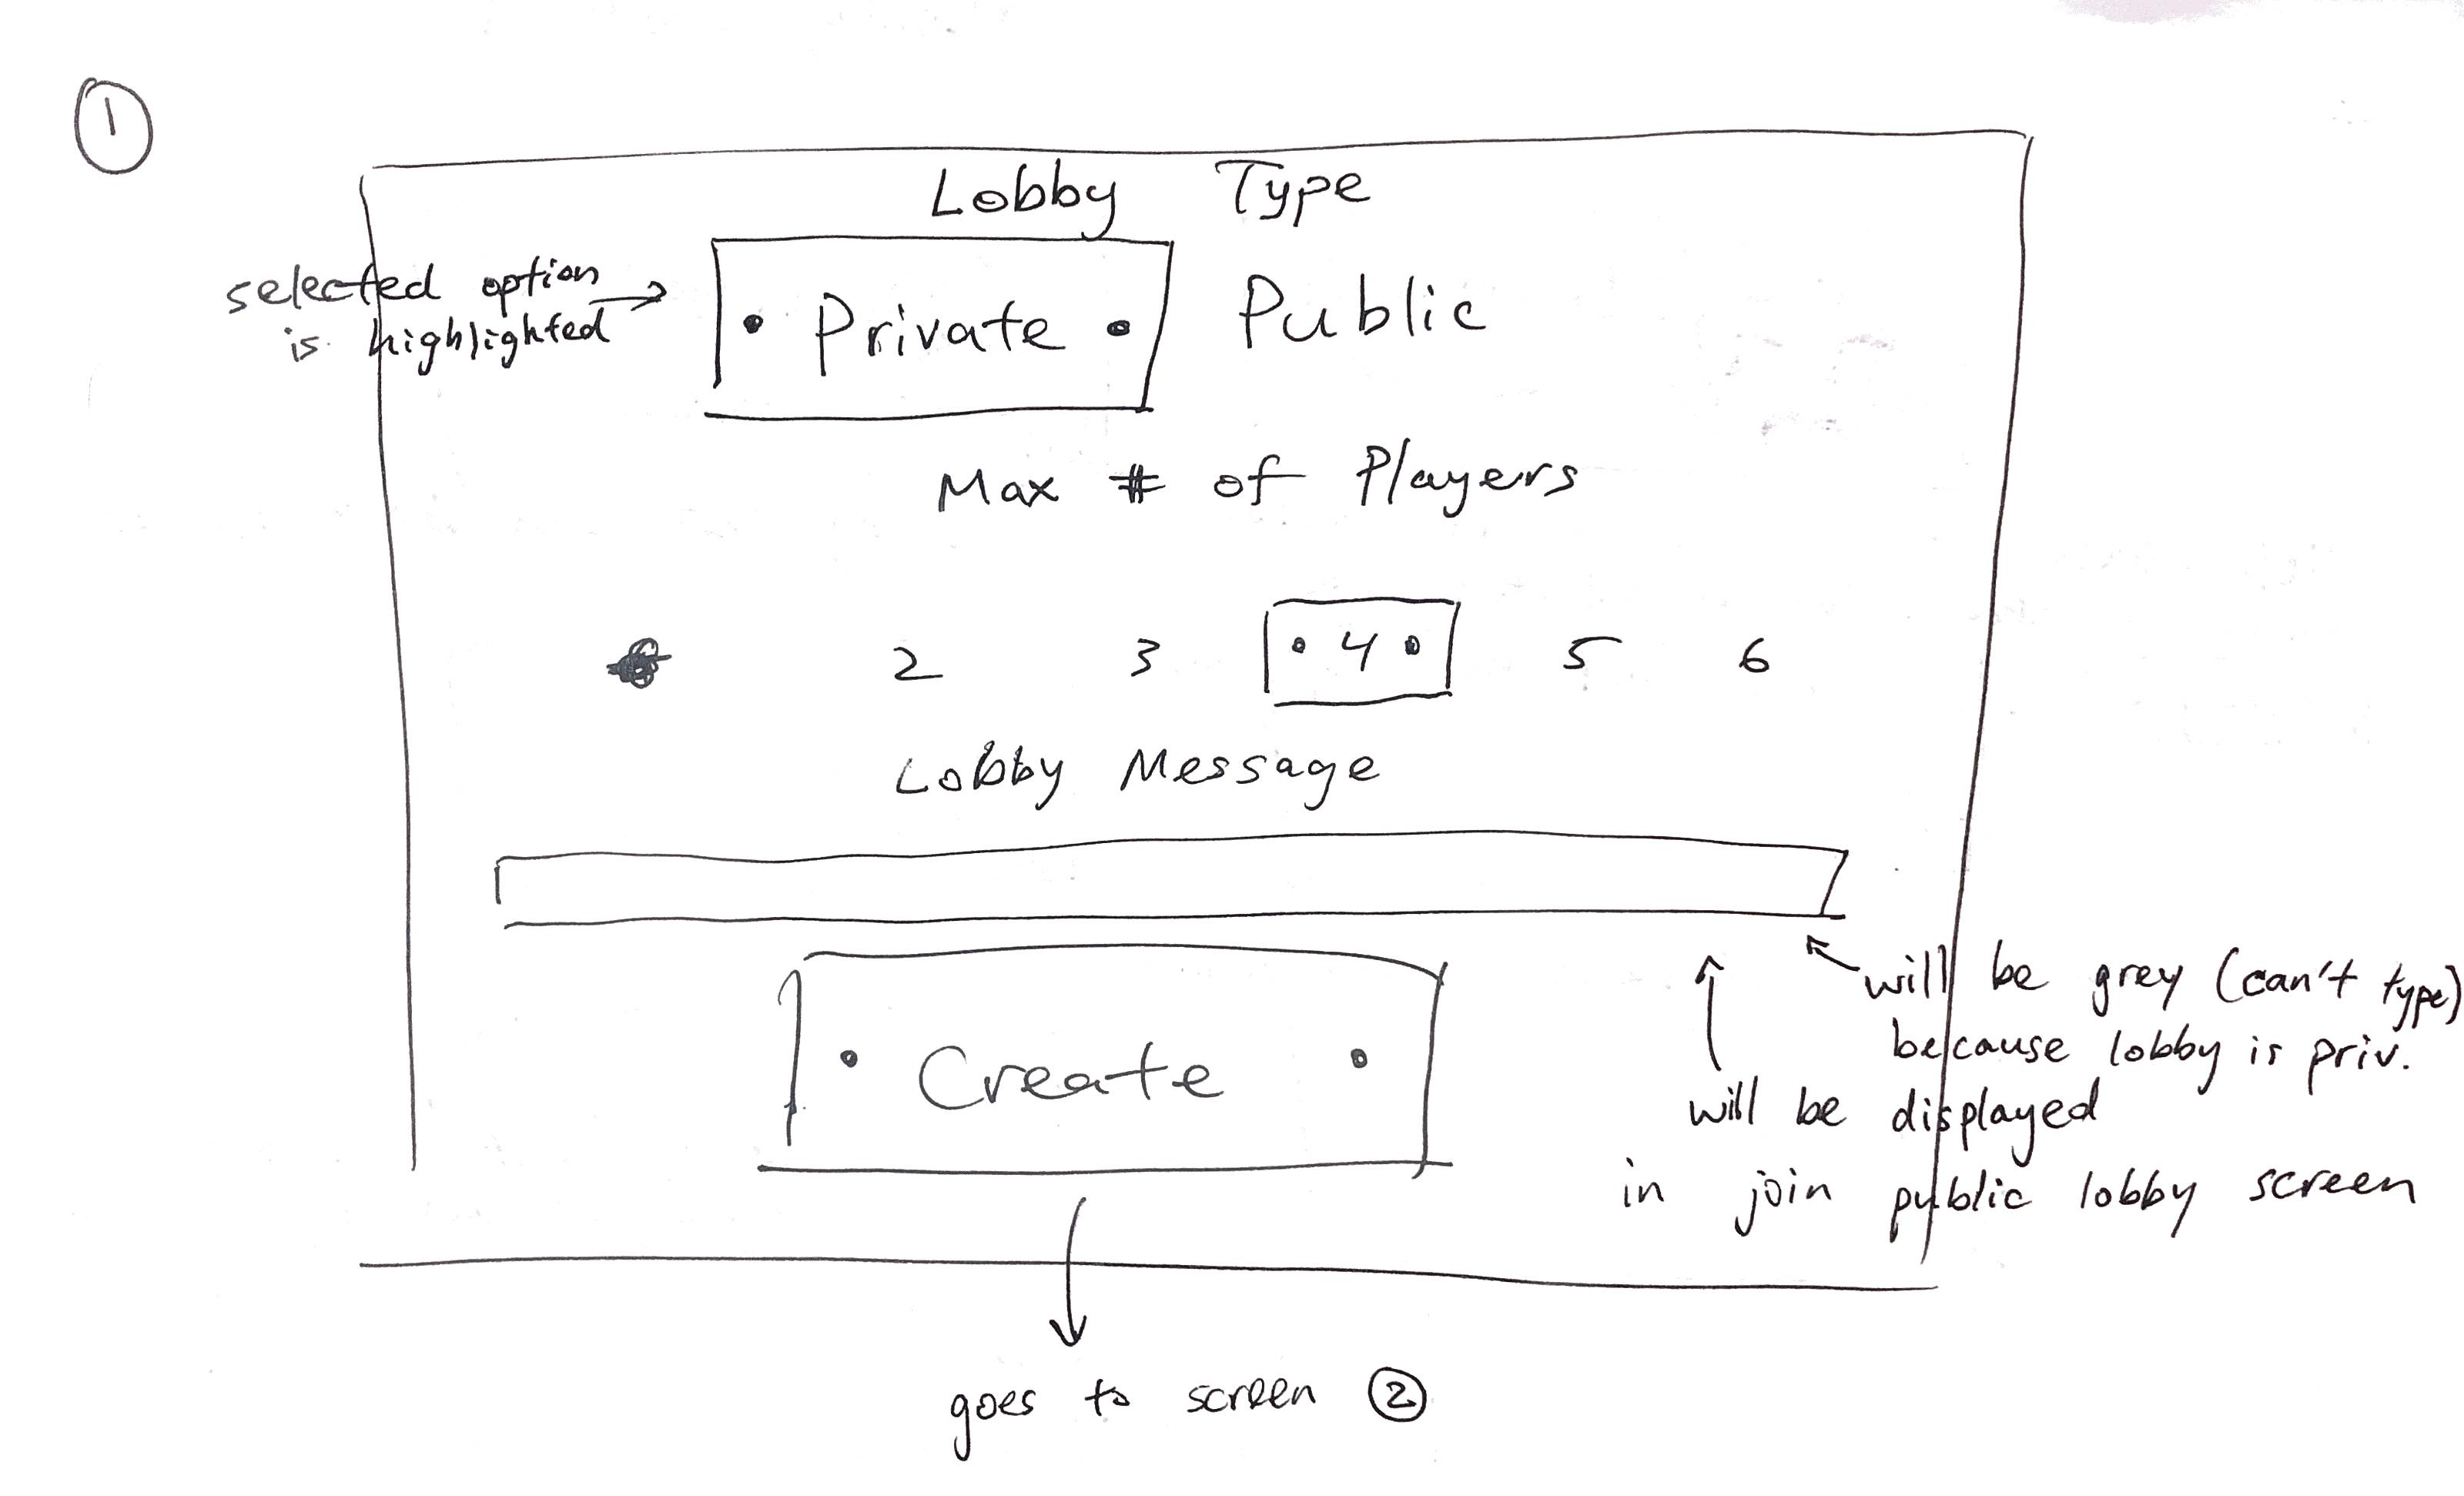 1
Lobby Type
selected option
is highlighted
• Private • Public
Max # of Players
2 3 • 4 • 5 6
Lobby Message
will be grey (can't type)
because lobby is priv.
• Create •
will be displayed
in join public lobby screen
goes to screen 2